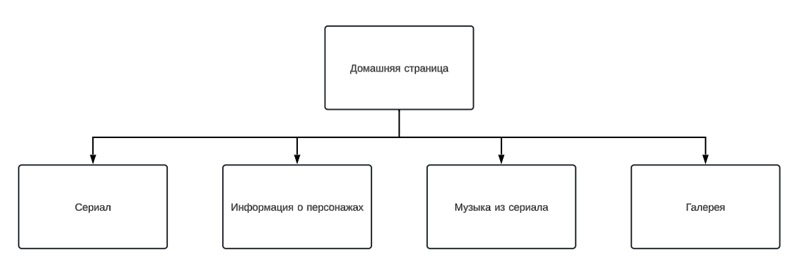 Домашняя страница
Сериал
Информация о персонажах
Музыка из сериала
Галерея